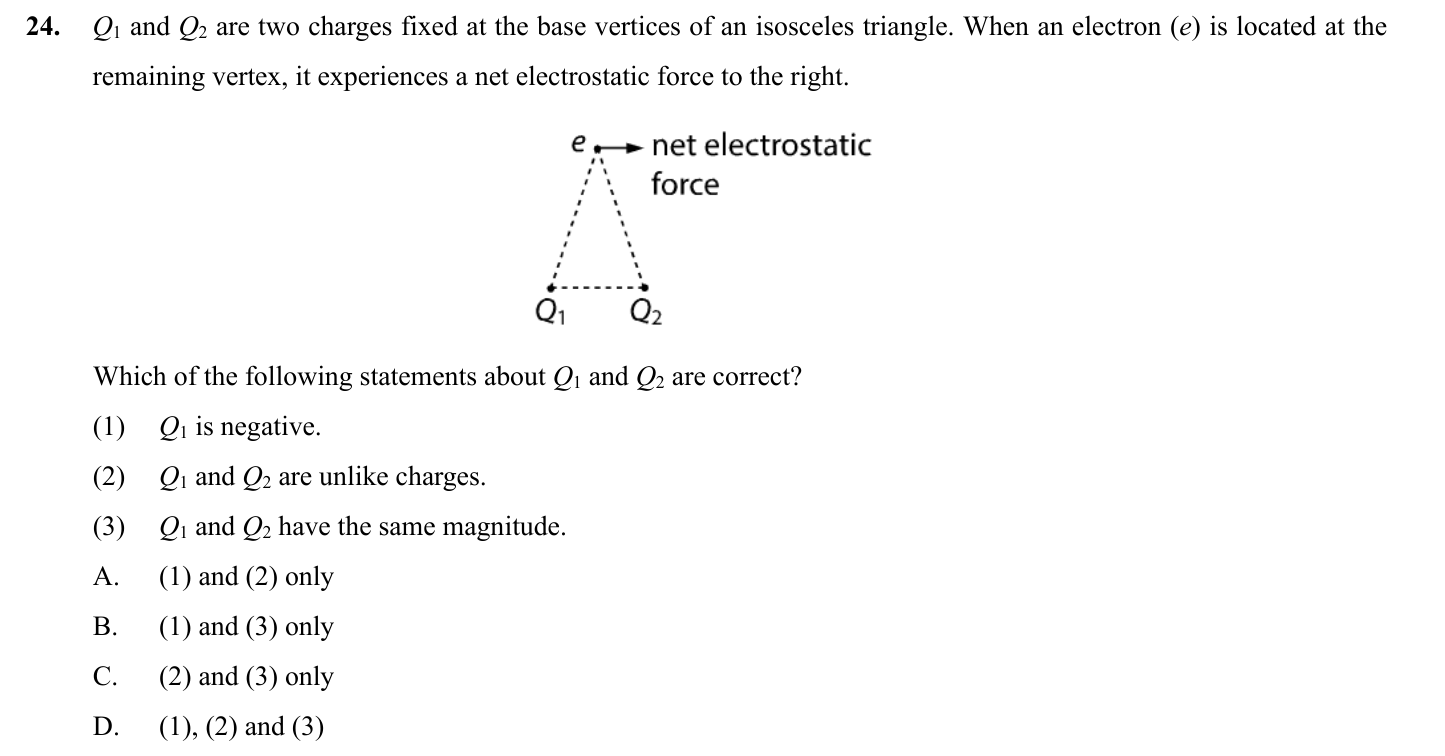 24. Q₁ and Q₂ are two charges fixed at the base vertices of an isosceles triangle. When an electron (e) is located at the
remaining vertex, it experiences a net electrostatic force to the right.
e net electrostatic
force
Q₁ Q₂
Which of the following statements about Q₁ and Q₂ are correct?
(1) Q₁ is negative.
(2) Q₁ and Q₂ are unlike charges.
(3) Q₁ and Q₂ have the same magnitude.
A. (1) and (2) only
B. (1) and (3) only
C. (2) and (3) only
D. (1), (2) and (3)